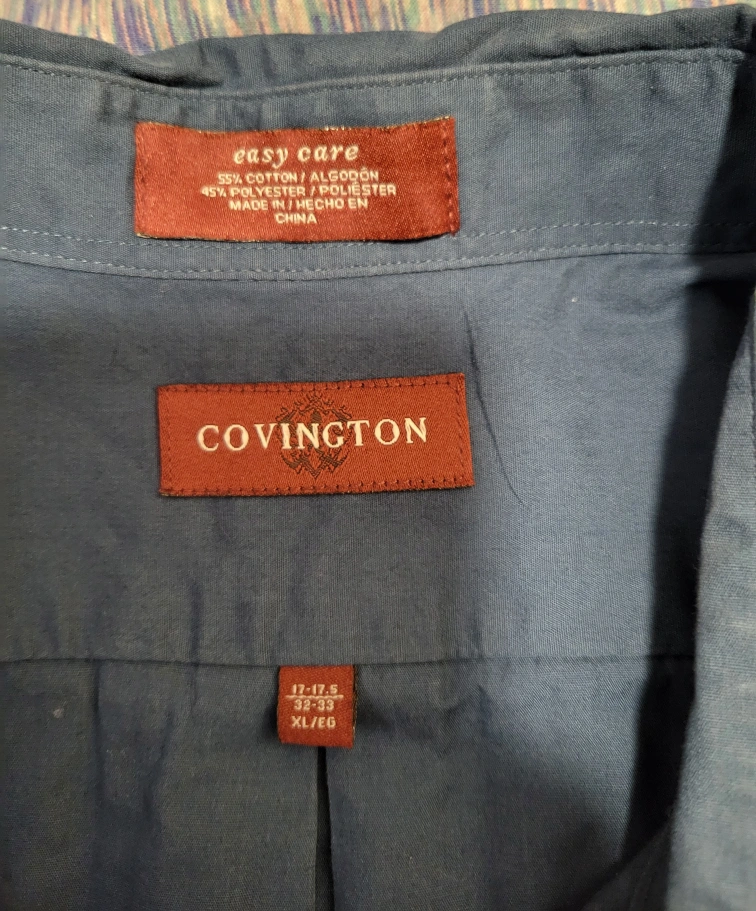 easy care
55% COTTON / ALGODÓN
45% POLYESTER / POLIÉSTER
MADE IN / HECHO EN
CHINA
COVINGTON
17-17.5
32-33
XL/EG